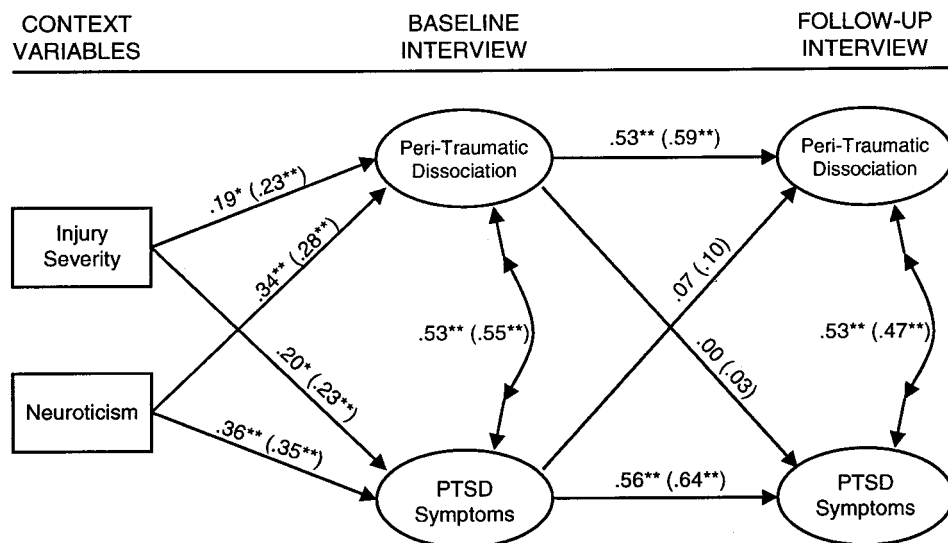 CONTEXT
VARIABLES
BASELINE
INTERVIEW
FOLLOW-UP
INTERVIEW
Peri-Traumatic
Dissociation
.53** (.59**)
Peri-Traumatic
Dissociation
.19* (.23**)
Injury
Severity
.34** (.28**)
.07 (.10)
.53** (.55**)
.53** (.47**)
.00 (.03)
.20* (.23**)
Neuroticism
.36** (.35**)
PTSD
Symptoms
.56** (.64**)
PTSD
Symptoms